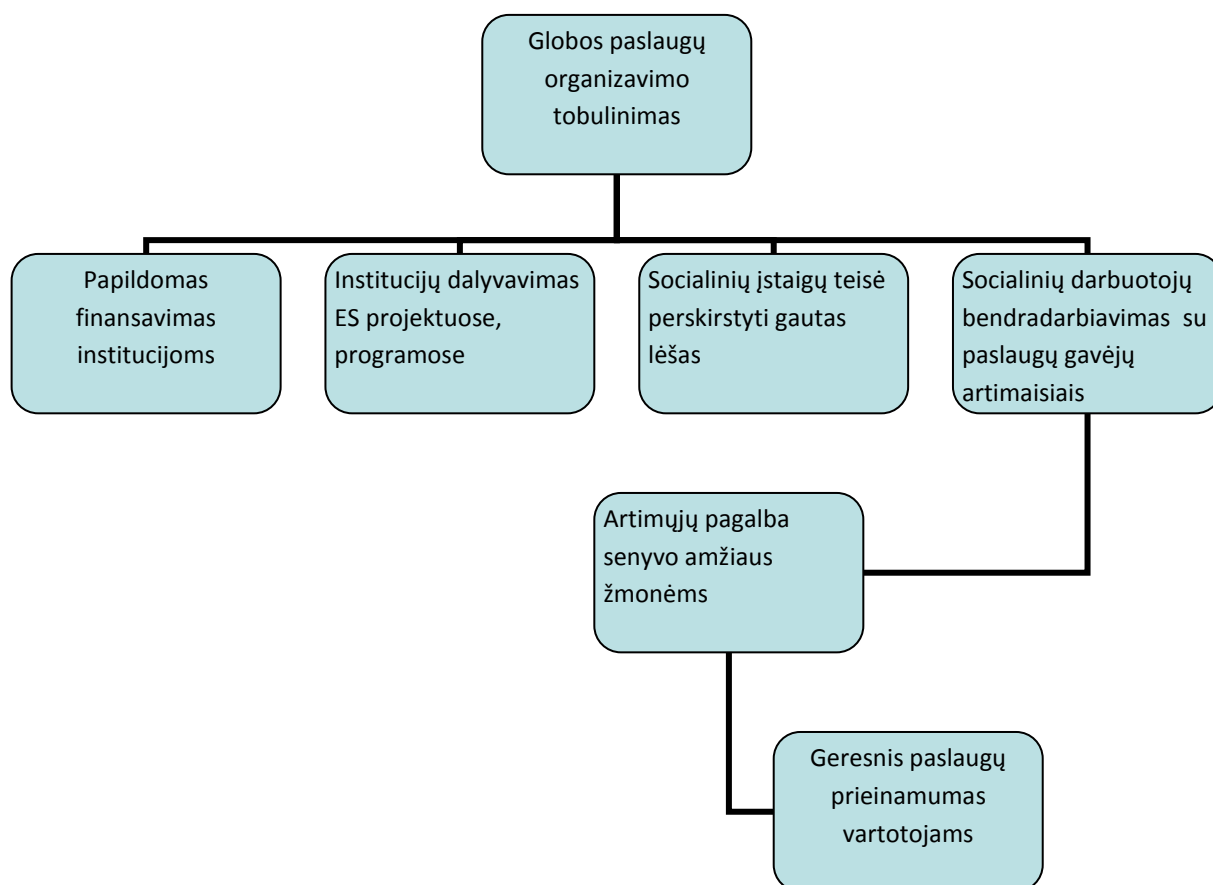 Globos paslaugų
organizavimo
tobulinimas
Papildomas
finansavimas
institucijoms
Institucijų dalyvavimas
ES projektuose,
programose
Socialinių įstaigų teisė
perskirstyti gautas
lėšas
Socialinių darbuotojų
bendradarbiavimas su
paslaugų gavėjų
artimaisiais
Artimųjų pagalba
senyvo amžiaus
žmonėms
Geresnis paslaugų
prieinamumas
vartotojams